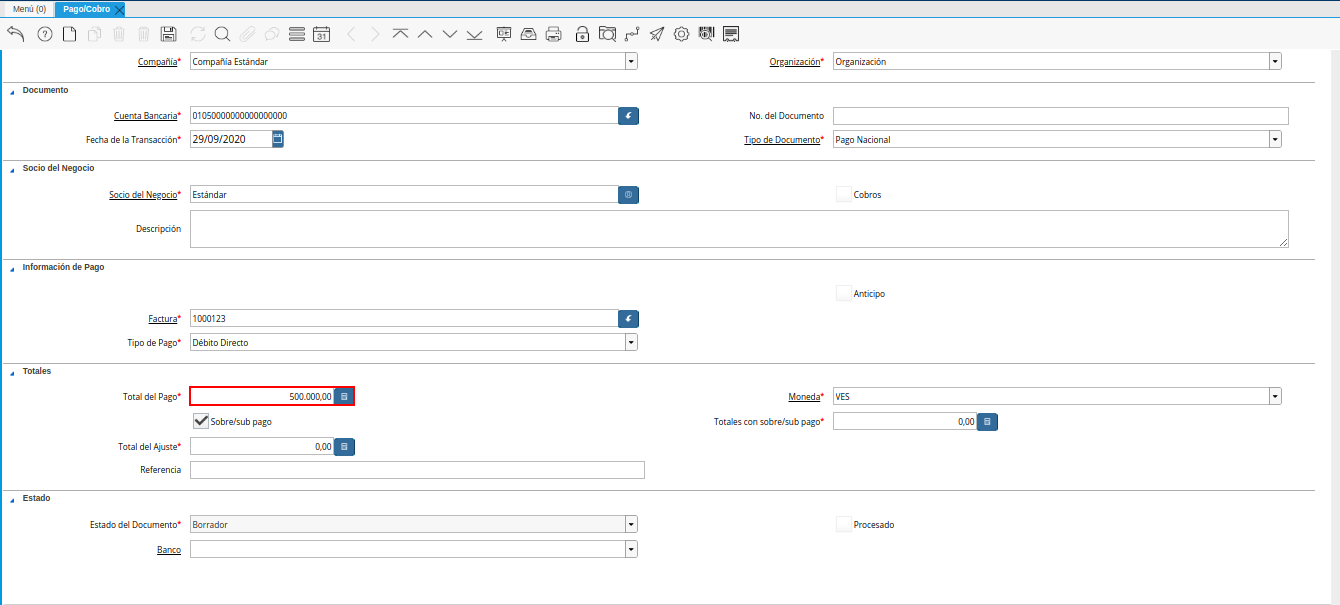 Menú (0) Pago/Cobro
31
Compañía* Compañía Estándar Organización* Organización
Documento
Cuenta Bancaria* 01050000000000000000 No. del Documento
Fecha de la Transacción* 29/09/2020 Tipo de Documento* Pago Nacional
Socio del Negocio
Socio del Negocio* Estándar Cobros
Descripción
Información de Pago
Anticipo
Factura* 1000123
Tipo de Pago* Débito Directo
Totales
Total del Pago* 500.000,00 Moneda* VES
Sobre/sub pago Totales con sobre/sub pago* 0,00
Total del Ajuste* 0,00
Referencia
Estado
Estado del Documento* Borrador Procesado
Banco